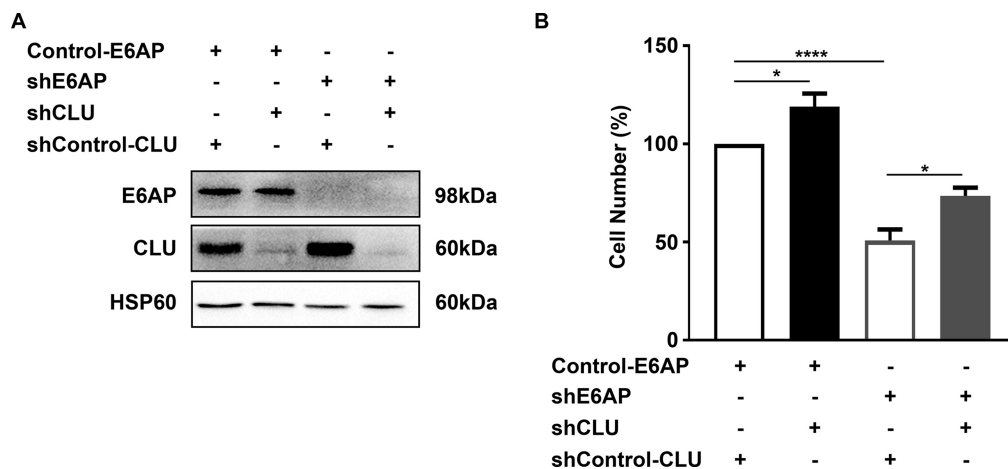 A
Control-E6AP + + - -
shE6AP - - + +
shCLU - + - +
shControl-CLU + - + -
E6AP 98kDa
CLU 60kDa
HSP60 60kDa
B
150
100
50
0
Cell Number (%)
****
*
*
Control-E6AP + + - -
shE6AP - - + +
shCLU - + - +
shControl-CLU + - + -